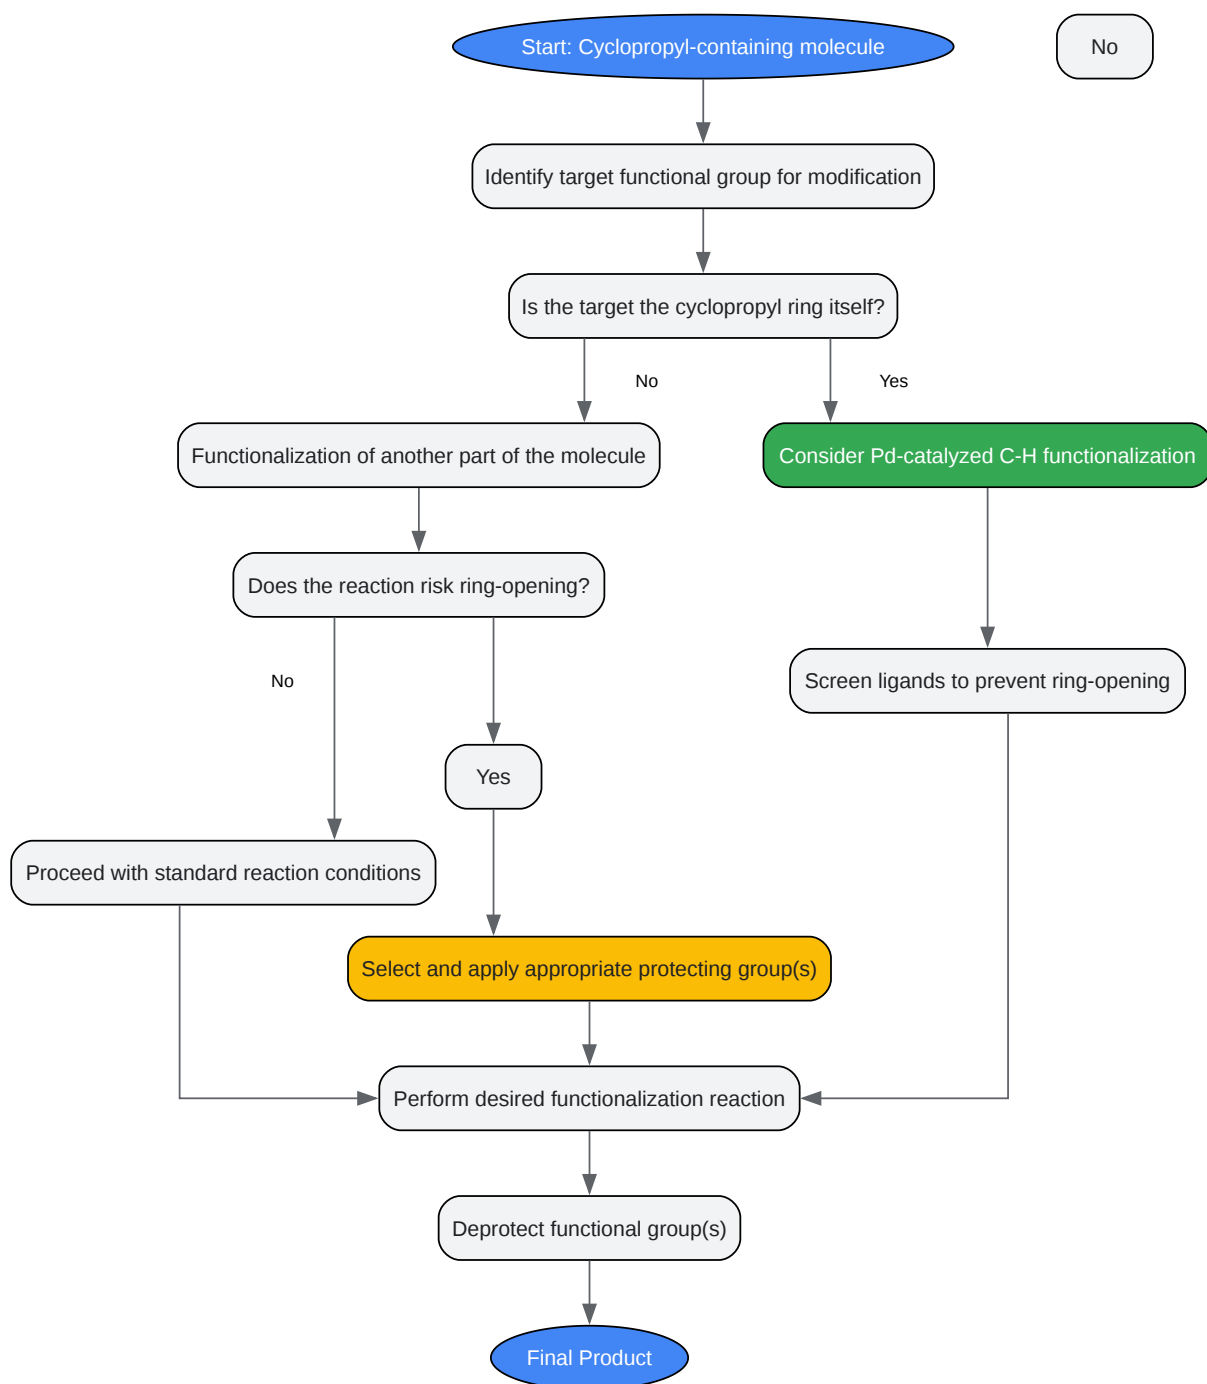 Start: Cyclopropyl-containing molecule
No
Identify target functional group for modification
Is the target the cyclopropyl ring itself?
No
Yes
Functionalization of another part of the molecule
Consider Pd-catalyzed C-H functionalization
Does the reaction risk ring-opening?
No
Screen ligands to prevent ring-opening
Yes
Proceed with standard reaction conditions
Select and apply appropriate protecting group(s)
Perform desired functionalization reaction
Deprotect functional group(s)
Final Product